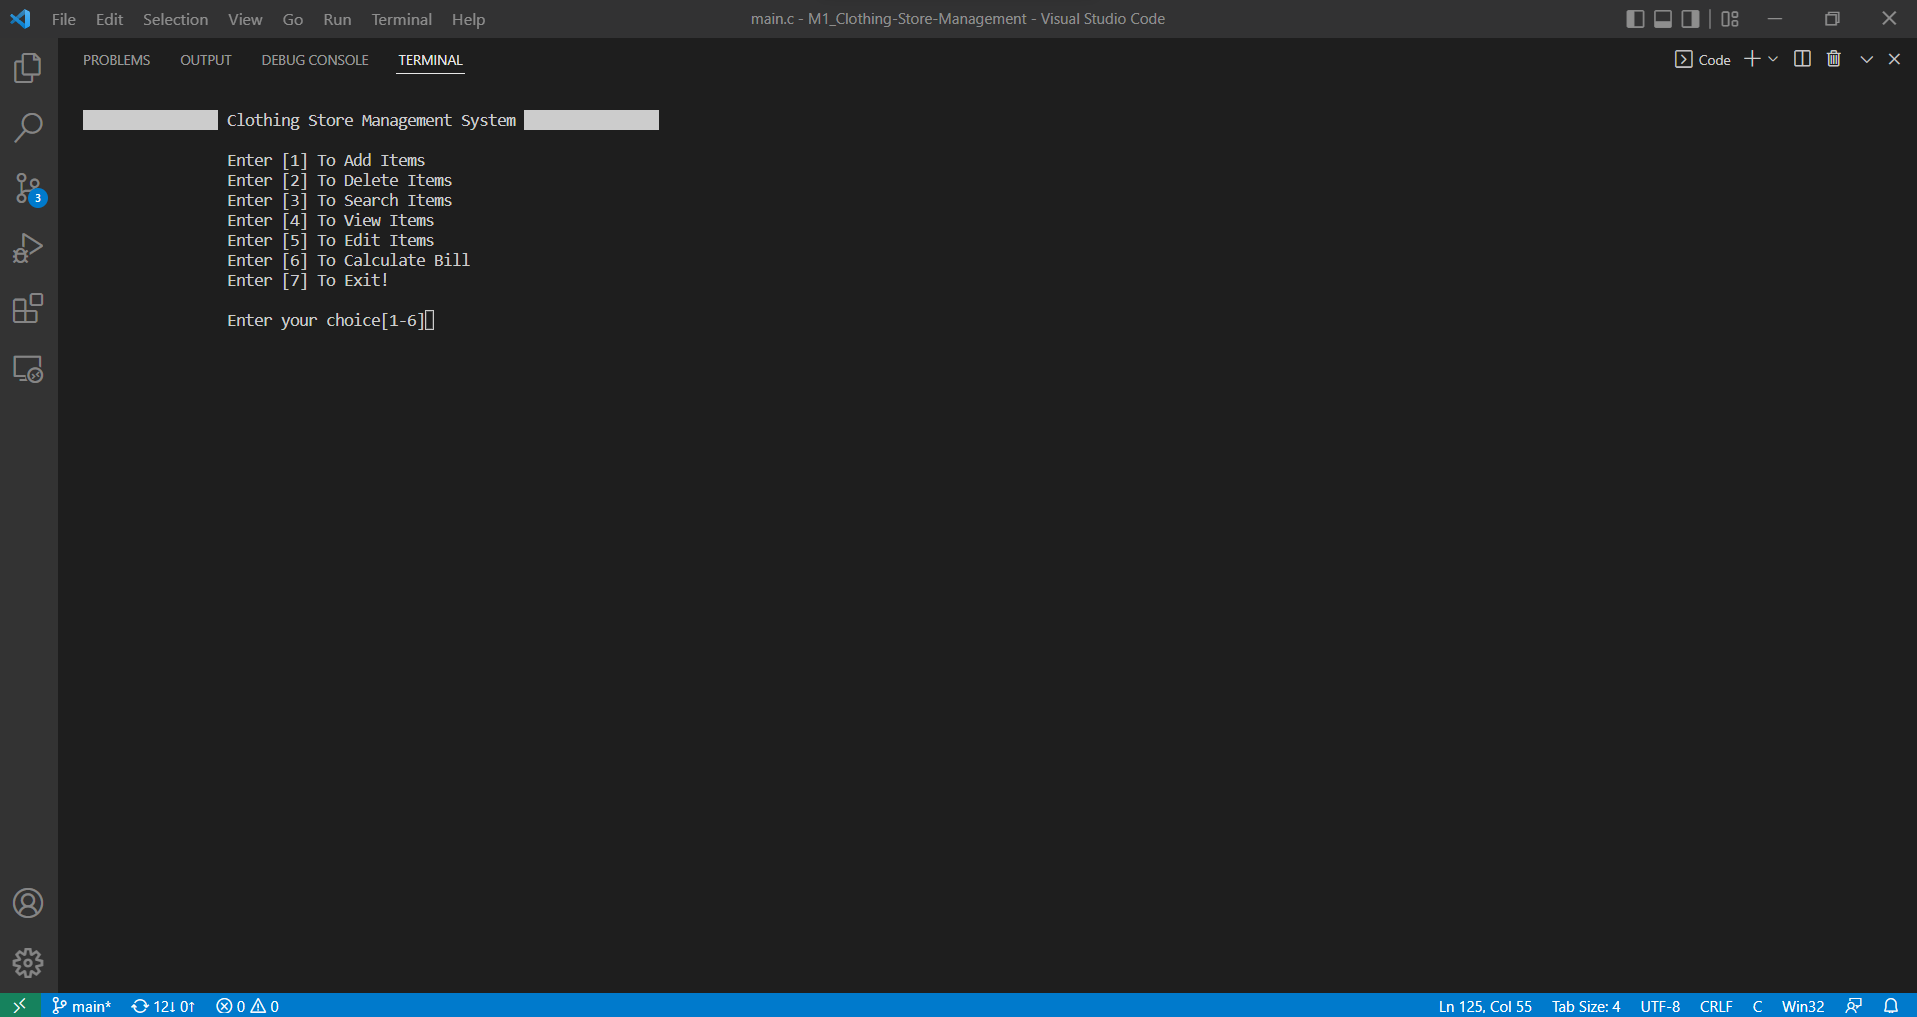 File Edit Selection View Go Run Terminal Help main.c - M1_Clothing-Store-Management - Visual Studio Code
PROBLEMS OUTPUT DEBUG CONSOLE TERMINAL Code
Clothing Store Management System
Enter [1] To Add Items
Enter [2] To Delete Items
Enter [3] To Search Items
Enter [4] To View Items
Enter [5] To Edit Items
Enter [6] To Calculate Bill
Enter [7] To Exit!
Enter your choice[1-6]
3
main* 12↓ 0↑ 0 0 Ln 125, Col 55 Tab Size: 4 UTF-8 CRLF C Win32